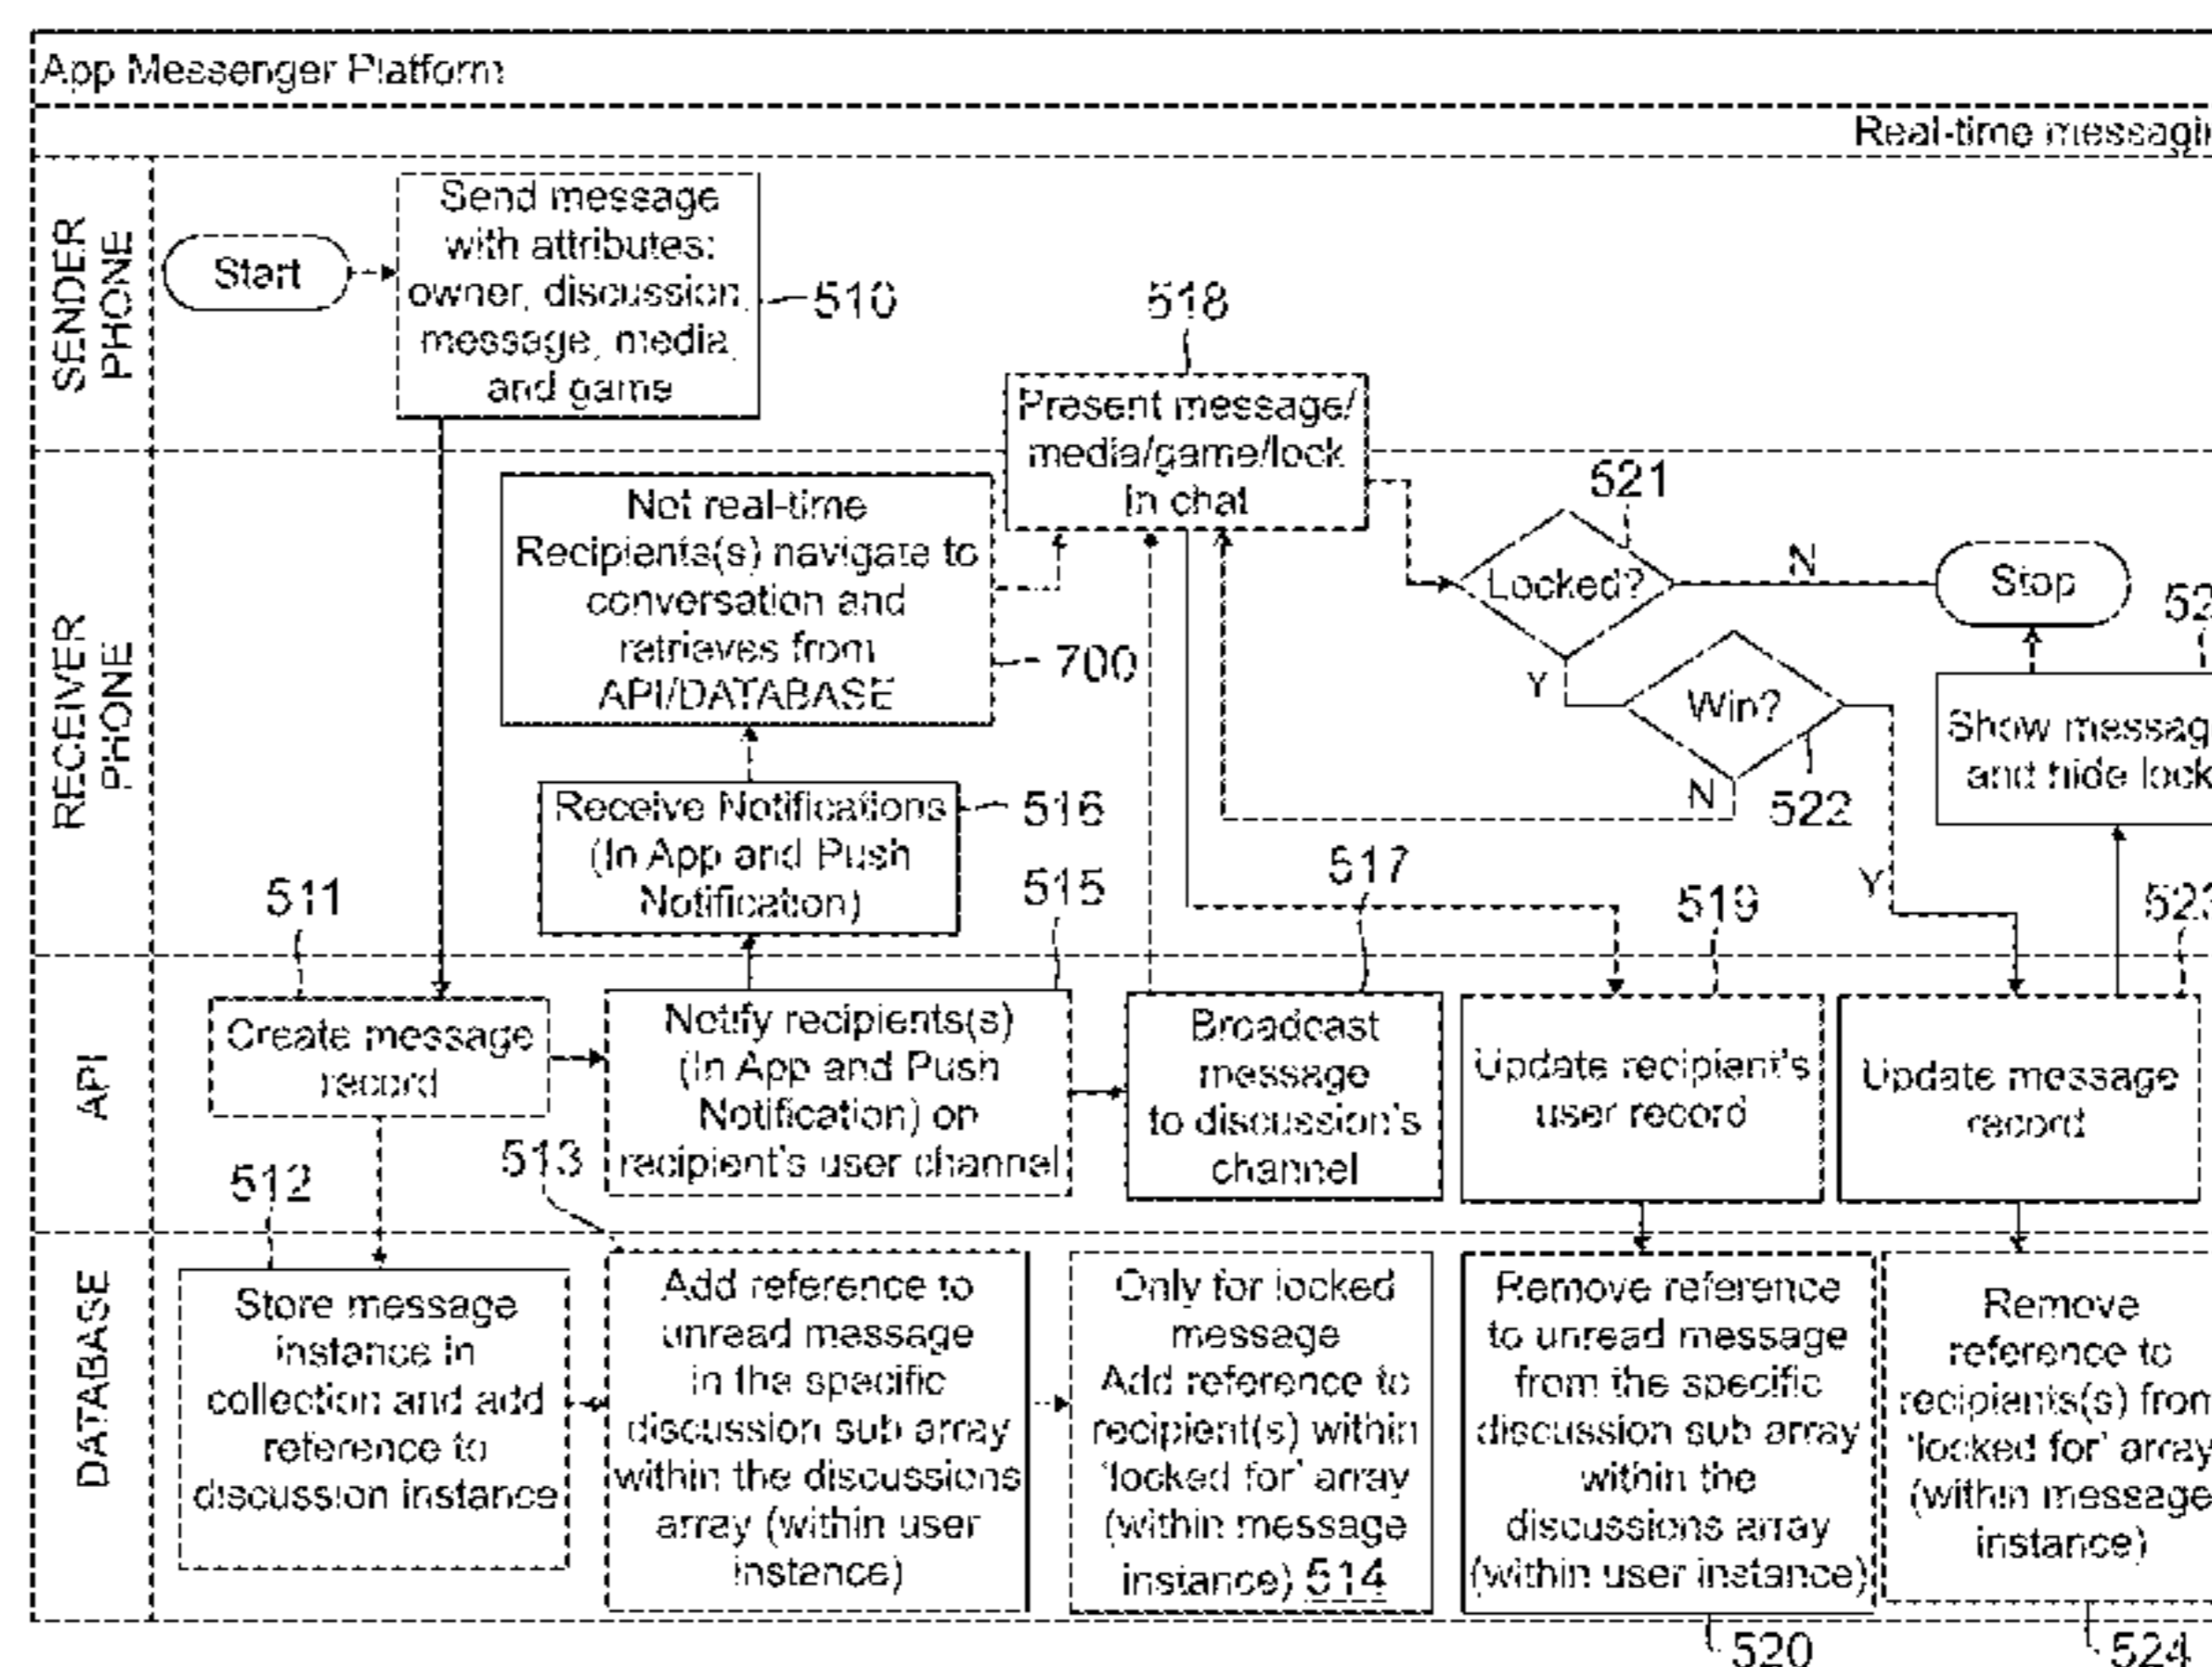 App Messenger Platform
Real-time messagi
SENDER
PHONE
Start
Send message
with attributes:
owner, discussion,
message, media,
and game
510
518
Present message/
media/game/lock
in chat
RECEIVER
PHONE
Not real-time
Recipients(s) navigate to
conversation and
retrieves from
API/DATABASE
700
521
Locked?
N
Stop
Y
Win?
N
522
Y
52
Show messag
and hide lock
Receive Notifications
(In App and Push
Notification)
516
515
517
519
523
511
API
Create message
record
Notify recipients(s)
(In App and Push
Notification) on
recipient's user channel
Broadcast
message
to discussion's
channel
Update recipient's
user record
Update message
record
512
513
DATABASE
Store message
instance in
collection and add
reference to
discussion instance
Add reference to
unread message
in the specific
discussion sub array
within the discussions
array (within user
instance)
Only for locked
message
Add reference to
recipient(s) within
'locked for' array
(within message
instance) 514
Remove reference
to unread message
from the specific
discussion sub array
within the
discussions array
(within user instance)
Remove
reference to
recipients(s) from
'locked for' array
(within message
instance)
520
524